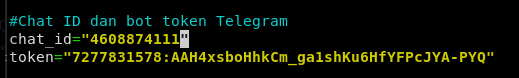 #Chat ID dan bot token Telegram
chat_id="4608874111"
token="7277831578:AAH4xsboHhkCm_ga1shKu6HfYFPcJYA-PYQ"